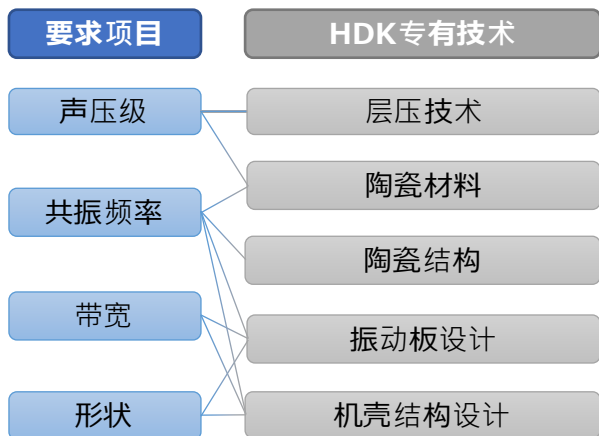 要求项目
HDK专有技术
声压级
层压技术
陶瓷材料
共振频率
陶瓷结构
带宽
振动板设计
形状
机壳结构设计